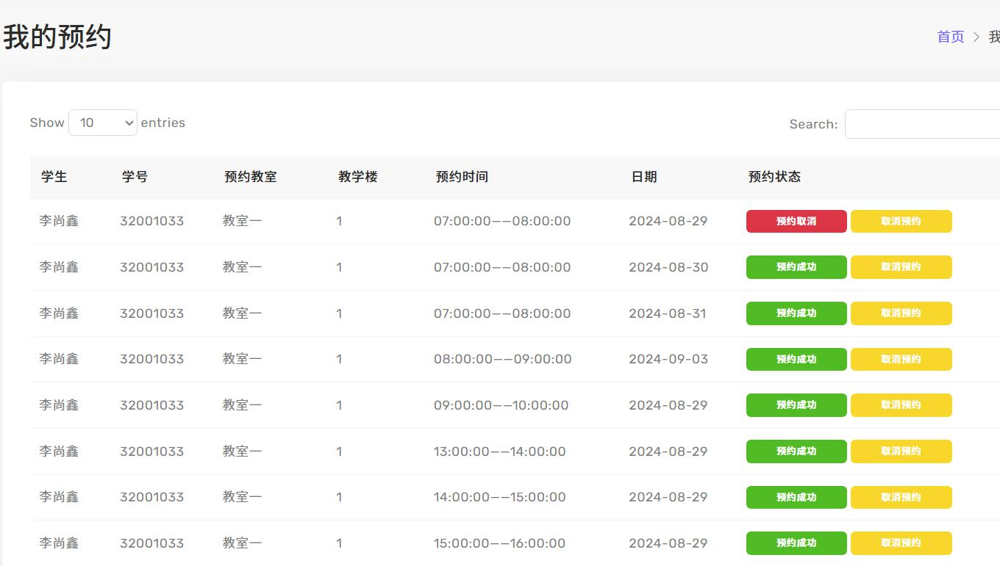 我的预约
首页 > 我
Show 10 entries
Search:
学生 学号 预约教室 教学楼 预约时间 日期 预约状态
李尚鑫 32001033 教室一 1 07:00:00——08:00:00 2024-08-29 预约取消 取消预约
李尚鑫 32001033 教室一 1 07:00:00——08:00:00 2024-08-30 预约成功 取消预约
李尚鑫 32001033 教室一 1 07:00:00——08:00:00 2024-08-31 预约成功 取消预约
李尚鑫 32001033 教室一 1 08:00:00——09:00:00 2024-09-03 预约成功 取消预约
李尚鑫 32001033 教室一 1 09:00:00——10:00:00 2024-08-29 预约成功 取消预约
李尚鑫 32001033 教室一 1 13:00:00——14:00:00 2024-08-29 预约成功 取消预约
李尚鑫 32001033 教室一 1 14:00:00——15:00:00 2024-08-29 预约成功 取消预约
李尚鑫 32001033 教室一 1 15:00:00——16:00:00 2024-08-29 预约成功 取消预约